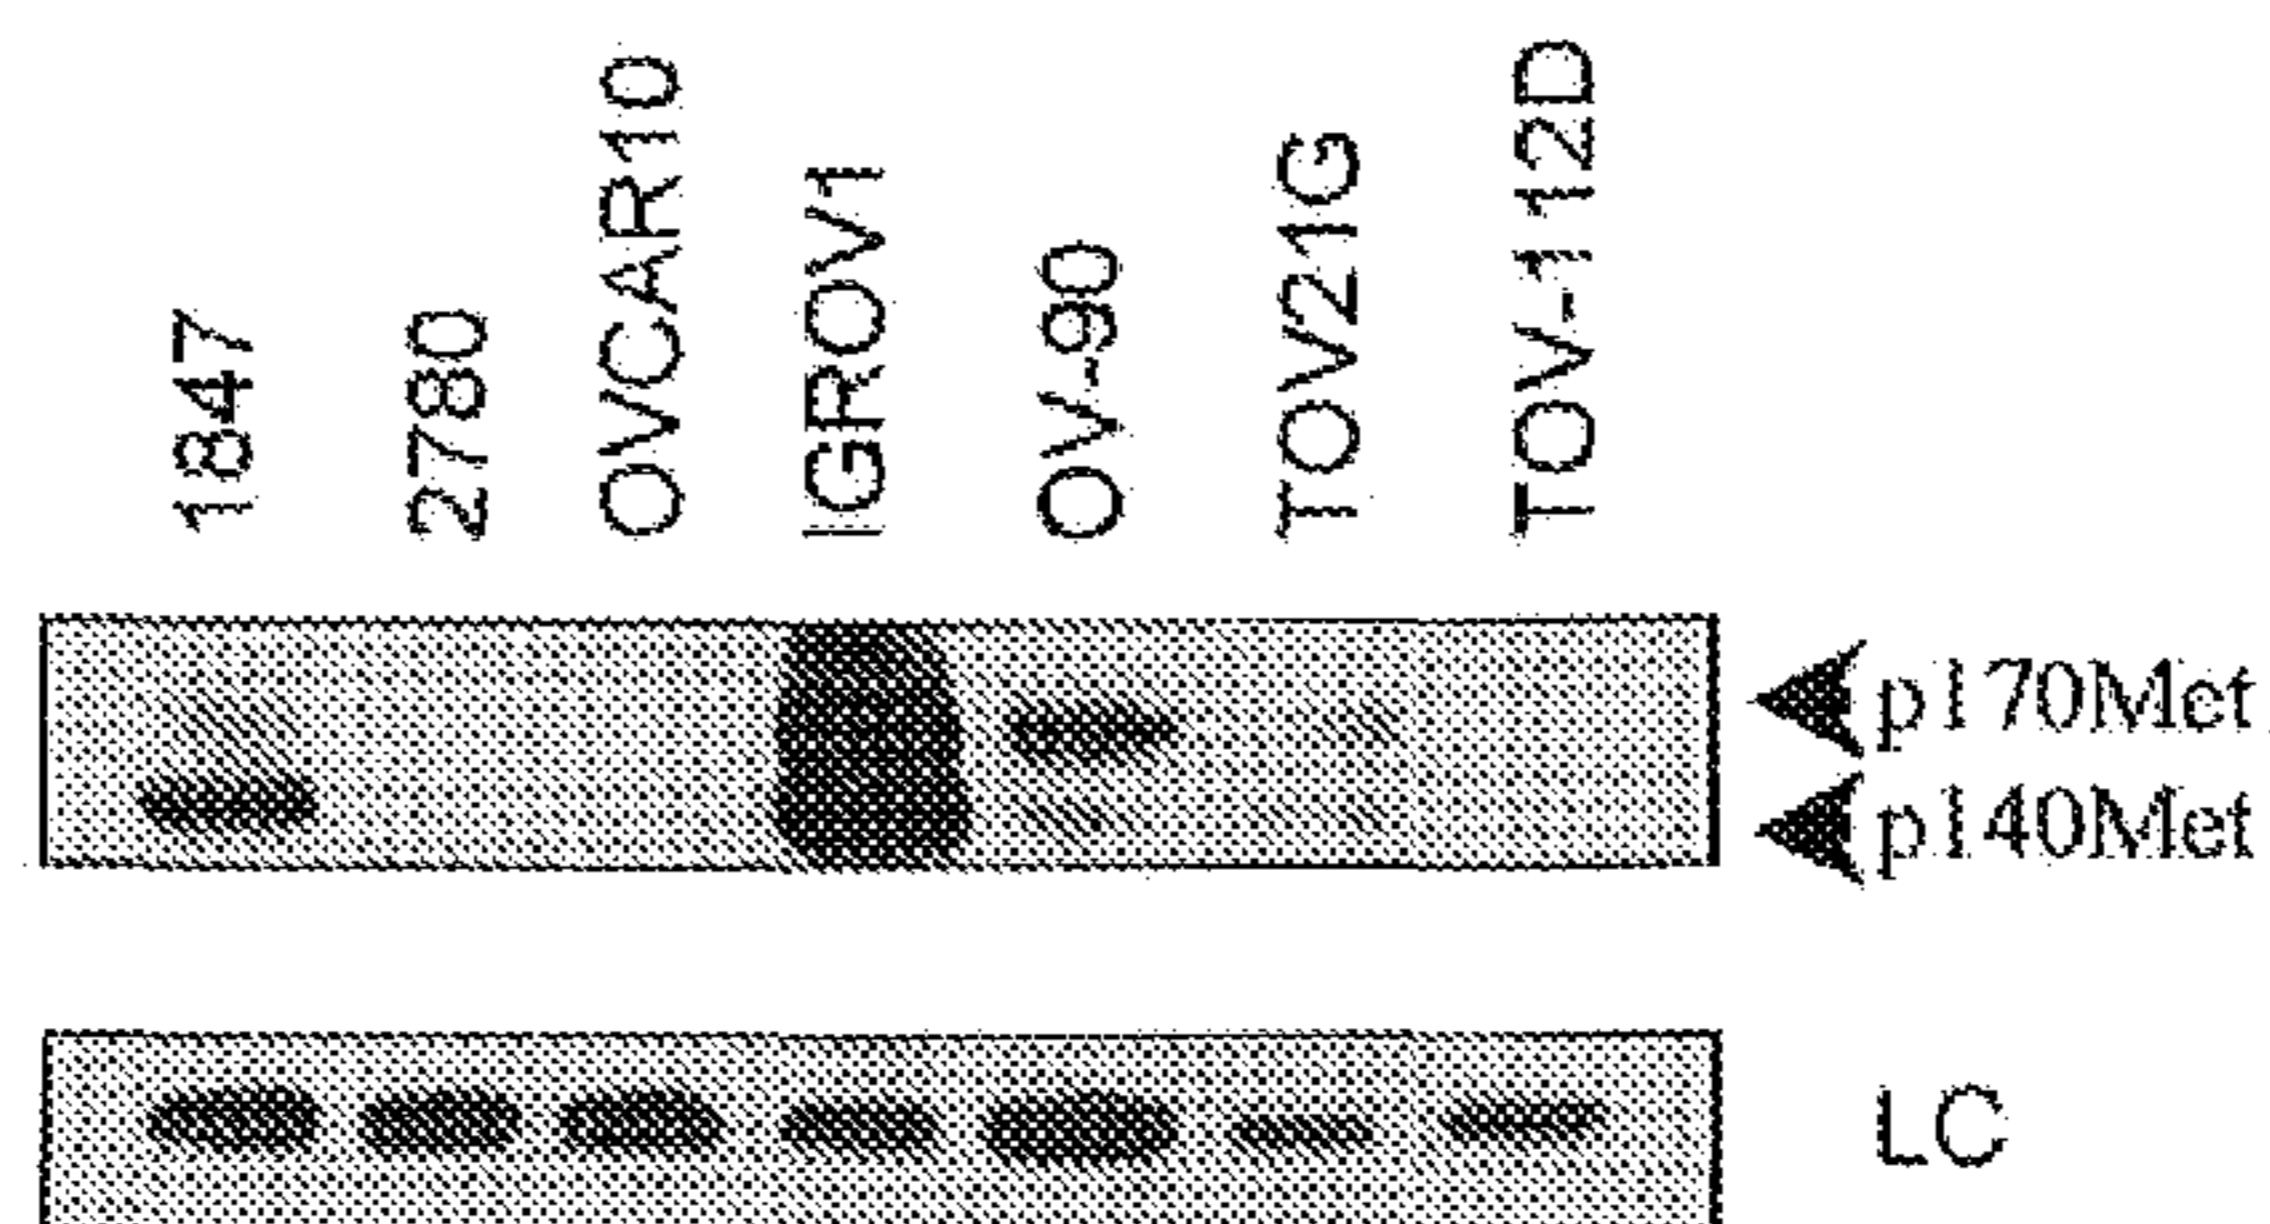 1847
2780
OVCAR10
IGROV1
OV-90
TOV21G
TOV-112D
p170Met
p140Met
LC